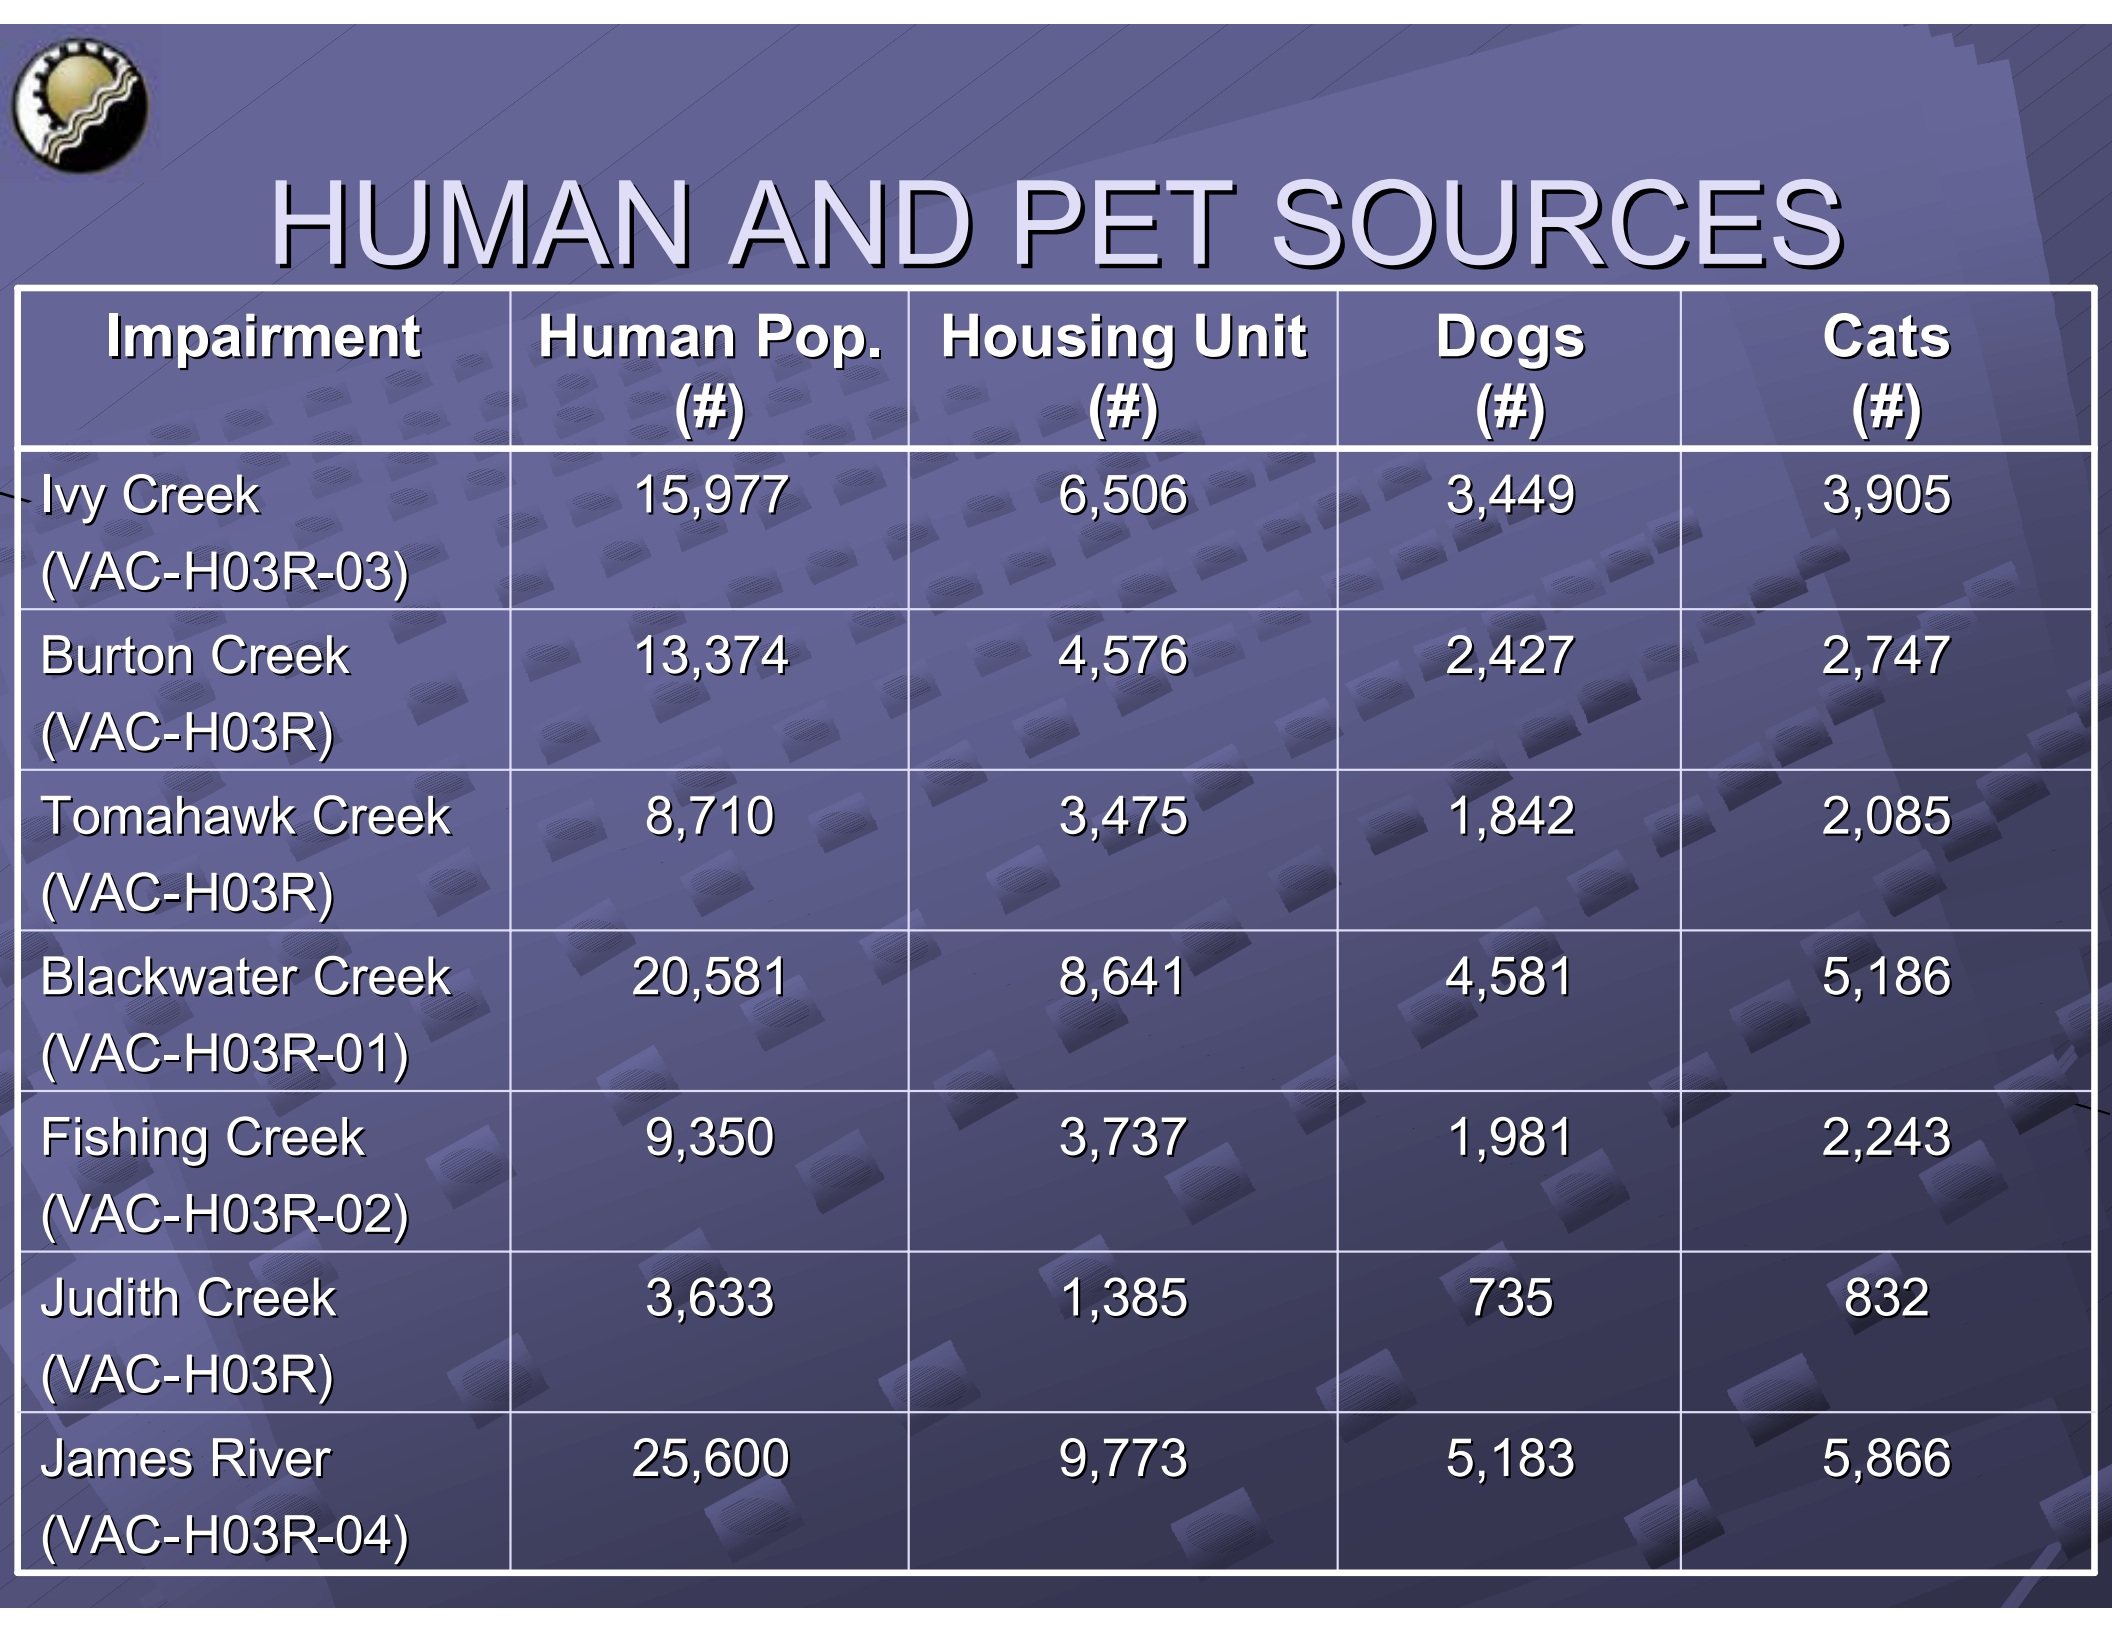 HUMAN AND PET SOURCES
Impairment Human Pop. (#) Housing Unit (#) Dogs (#) Cats (#)
Ivy Creek 15,977 6,506 3,449 3,905
(VAC-H03R-03)
Burton Creek 13,374 4,576 2,427 2,747
(VAC-H03R)
Tomahawk Creek 8,710 3,475 1,842 2,085
(VAC-H03R)
Blackwater Creek 20,581 8,641 4,581 5,186
(VAC-H03R-01)
Fishing Creek 9,350 3,737 1,981 2,243
(VAC-H03R-02)
Judith Creek 3,633 1,385 735 832
(VAC-H03R)
James River 25,600 9,773 5,183 5,866
(VAC-H03R-04)